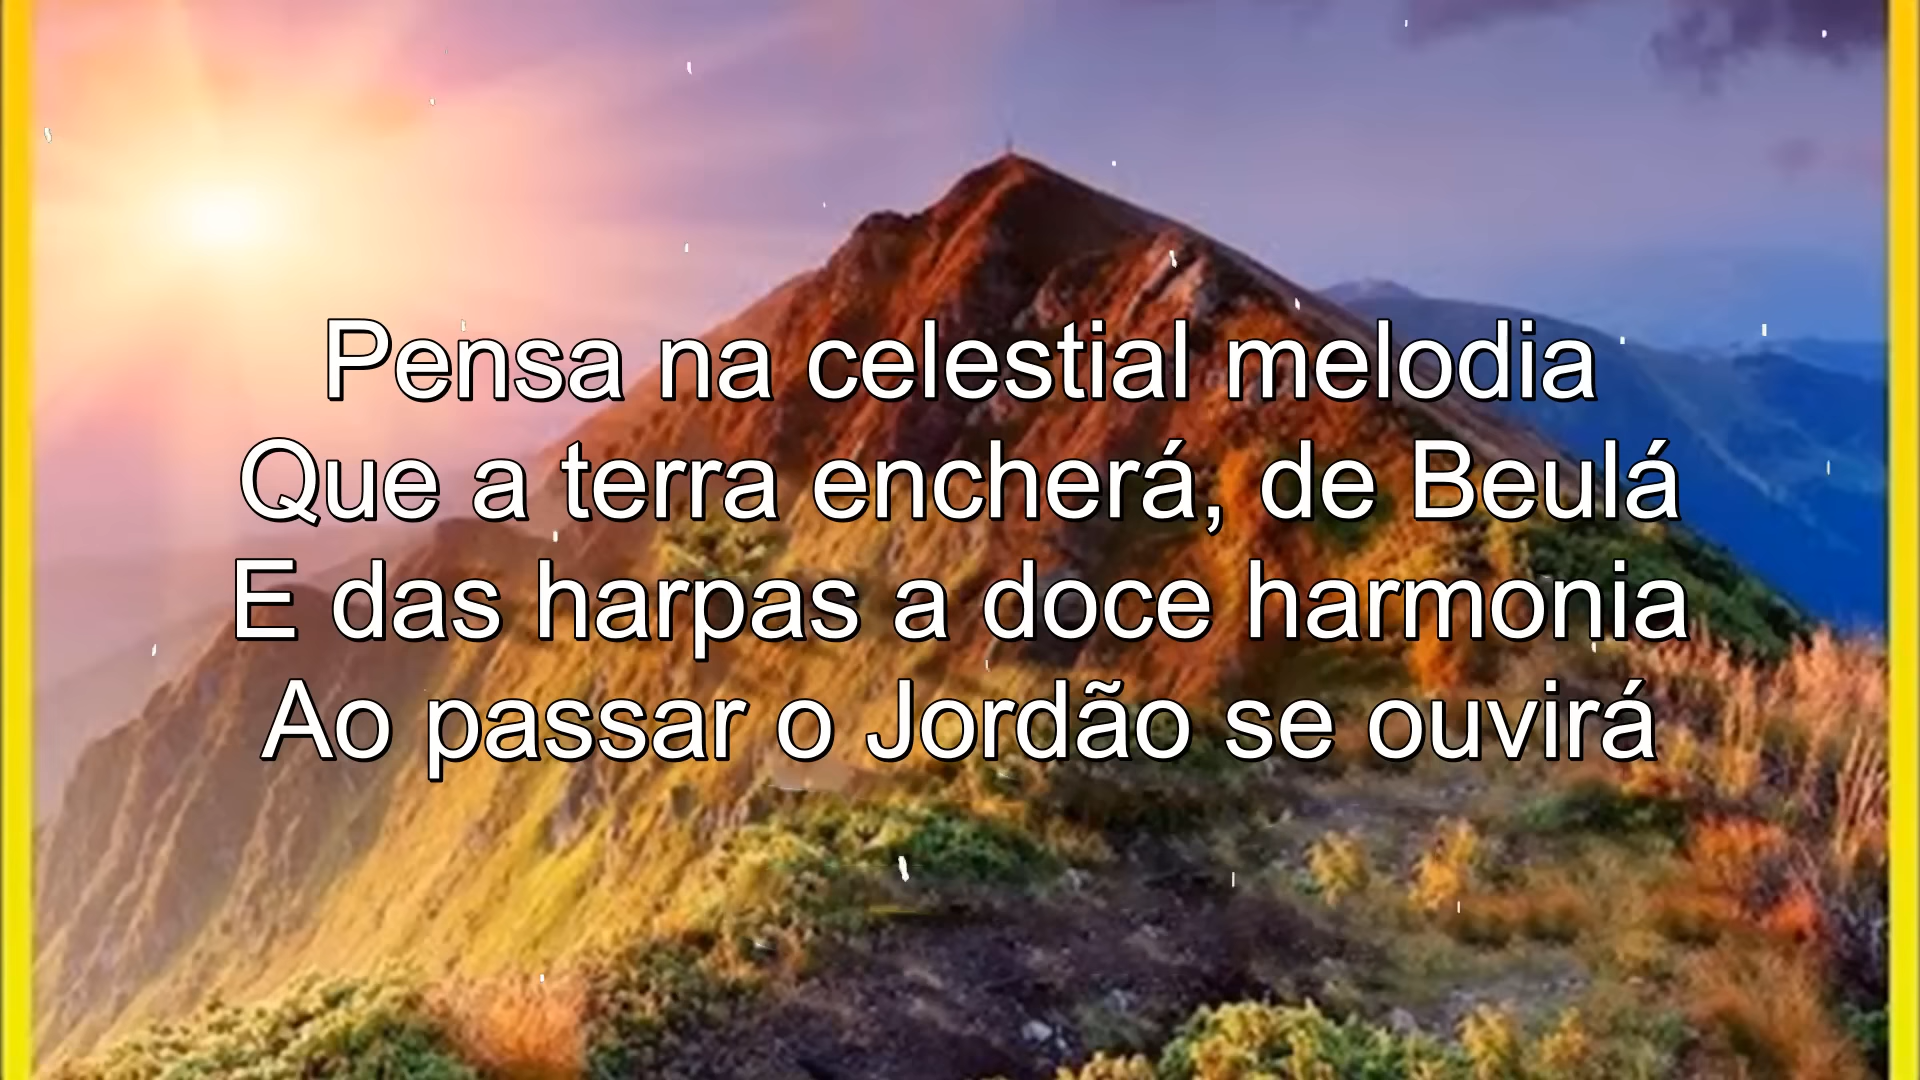 Pensa na celestial melodia
Que a terra encherá, de Beulá
E das harpas a doce harmonia
Ao passar o Jordão se ouvirá